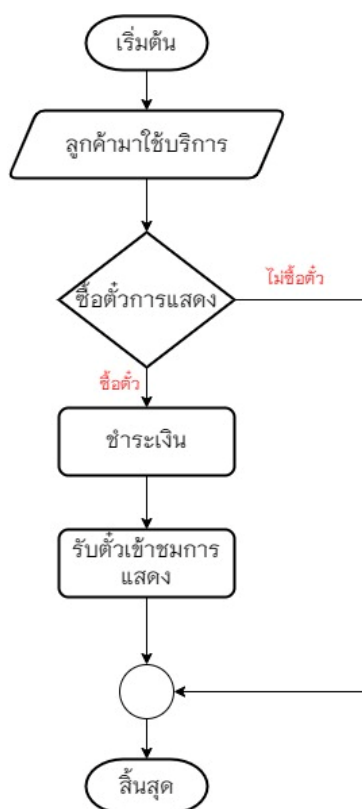 เริ่มต้น
ลูกค้ามาใช้บริการ
ซื้อตั๋วการแสดง
ไม่ซื้อตั๋ว
ซื้อตั๋ว
ชำระเงิน
รับตั๋วเข้าชมการ
แสดง
สิ้นสุด